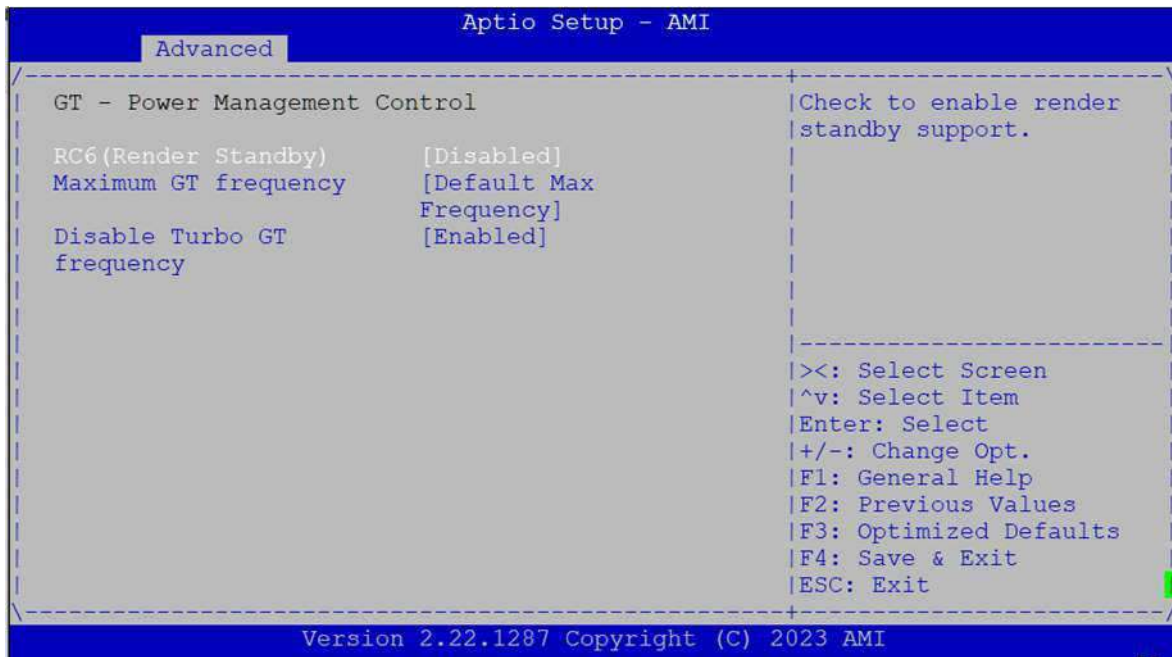 Aptio Setup - AMI
Advanced
GT - Power Management Control
RC6(Render Standby) [Disabled]
Maximum GT frequency [Default Max
Frequency]
Disable Turbo GT [Enabled]
frequency
Check to enable render
standby support.
><: Select Screen
^v: Select Item
Enter: Select
+/-: Change Opt.
F1: General Help
F2: Previous Values
F3: Optimized Defaults
F4: Save & Exit
ESC: Exit
Version 2.22.1287 Copyright (C) 2023 AMI